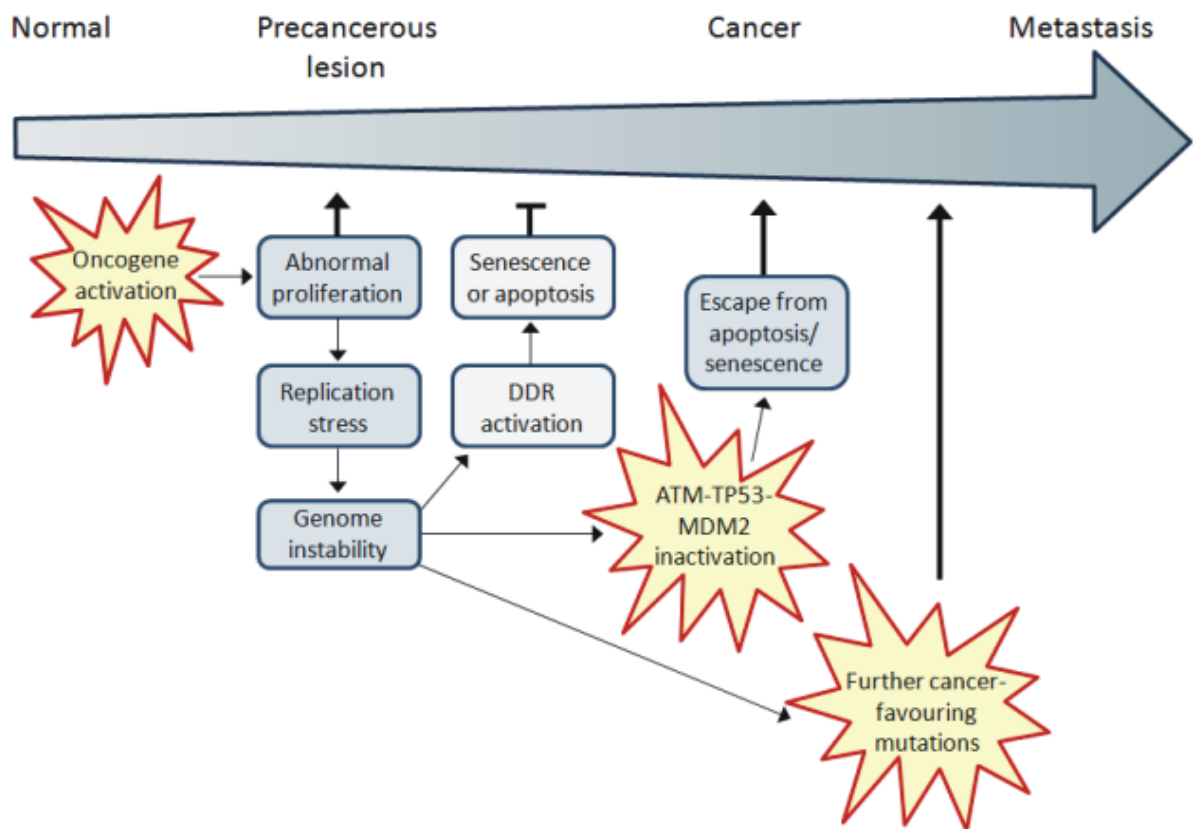 Normal
Precancerous
lesion
Cancer
Metastasis
Oncogene
activation
Abnormal
proliferation
Senescence
or apoptosis
Escape from
apoptosis/
senescence
Replication
stress
DDR
activation
ATM-TP53-
MDM2
inactivation
Genome
instability
Further cancer-
favouring
mutations